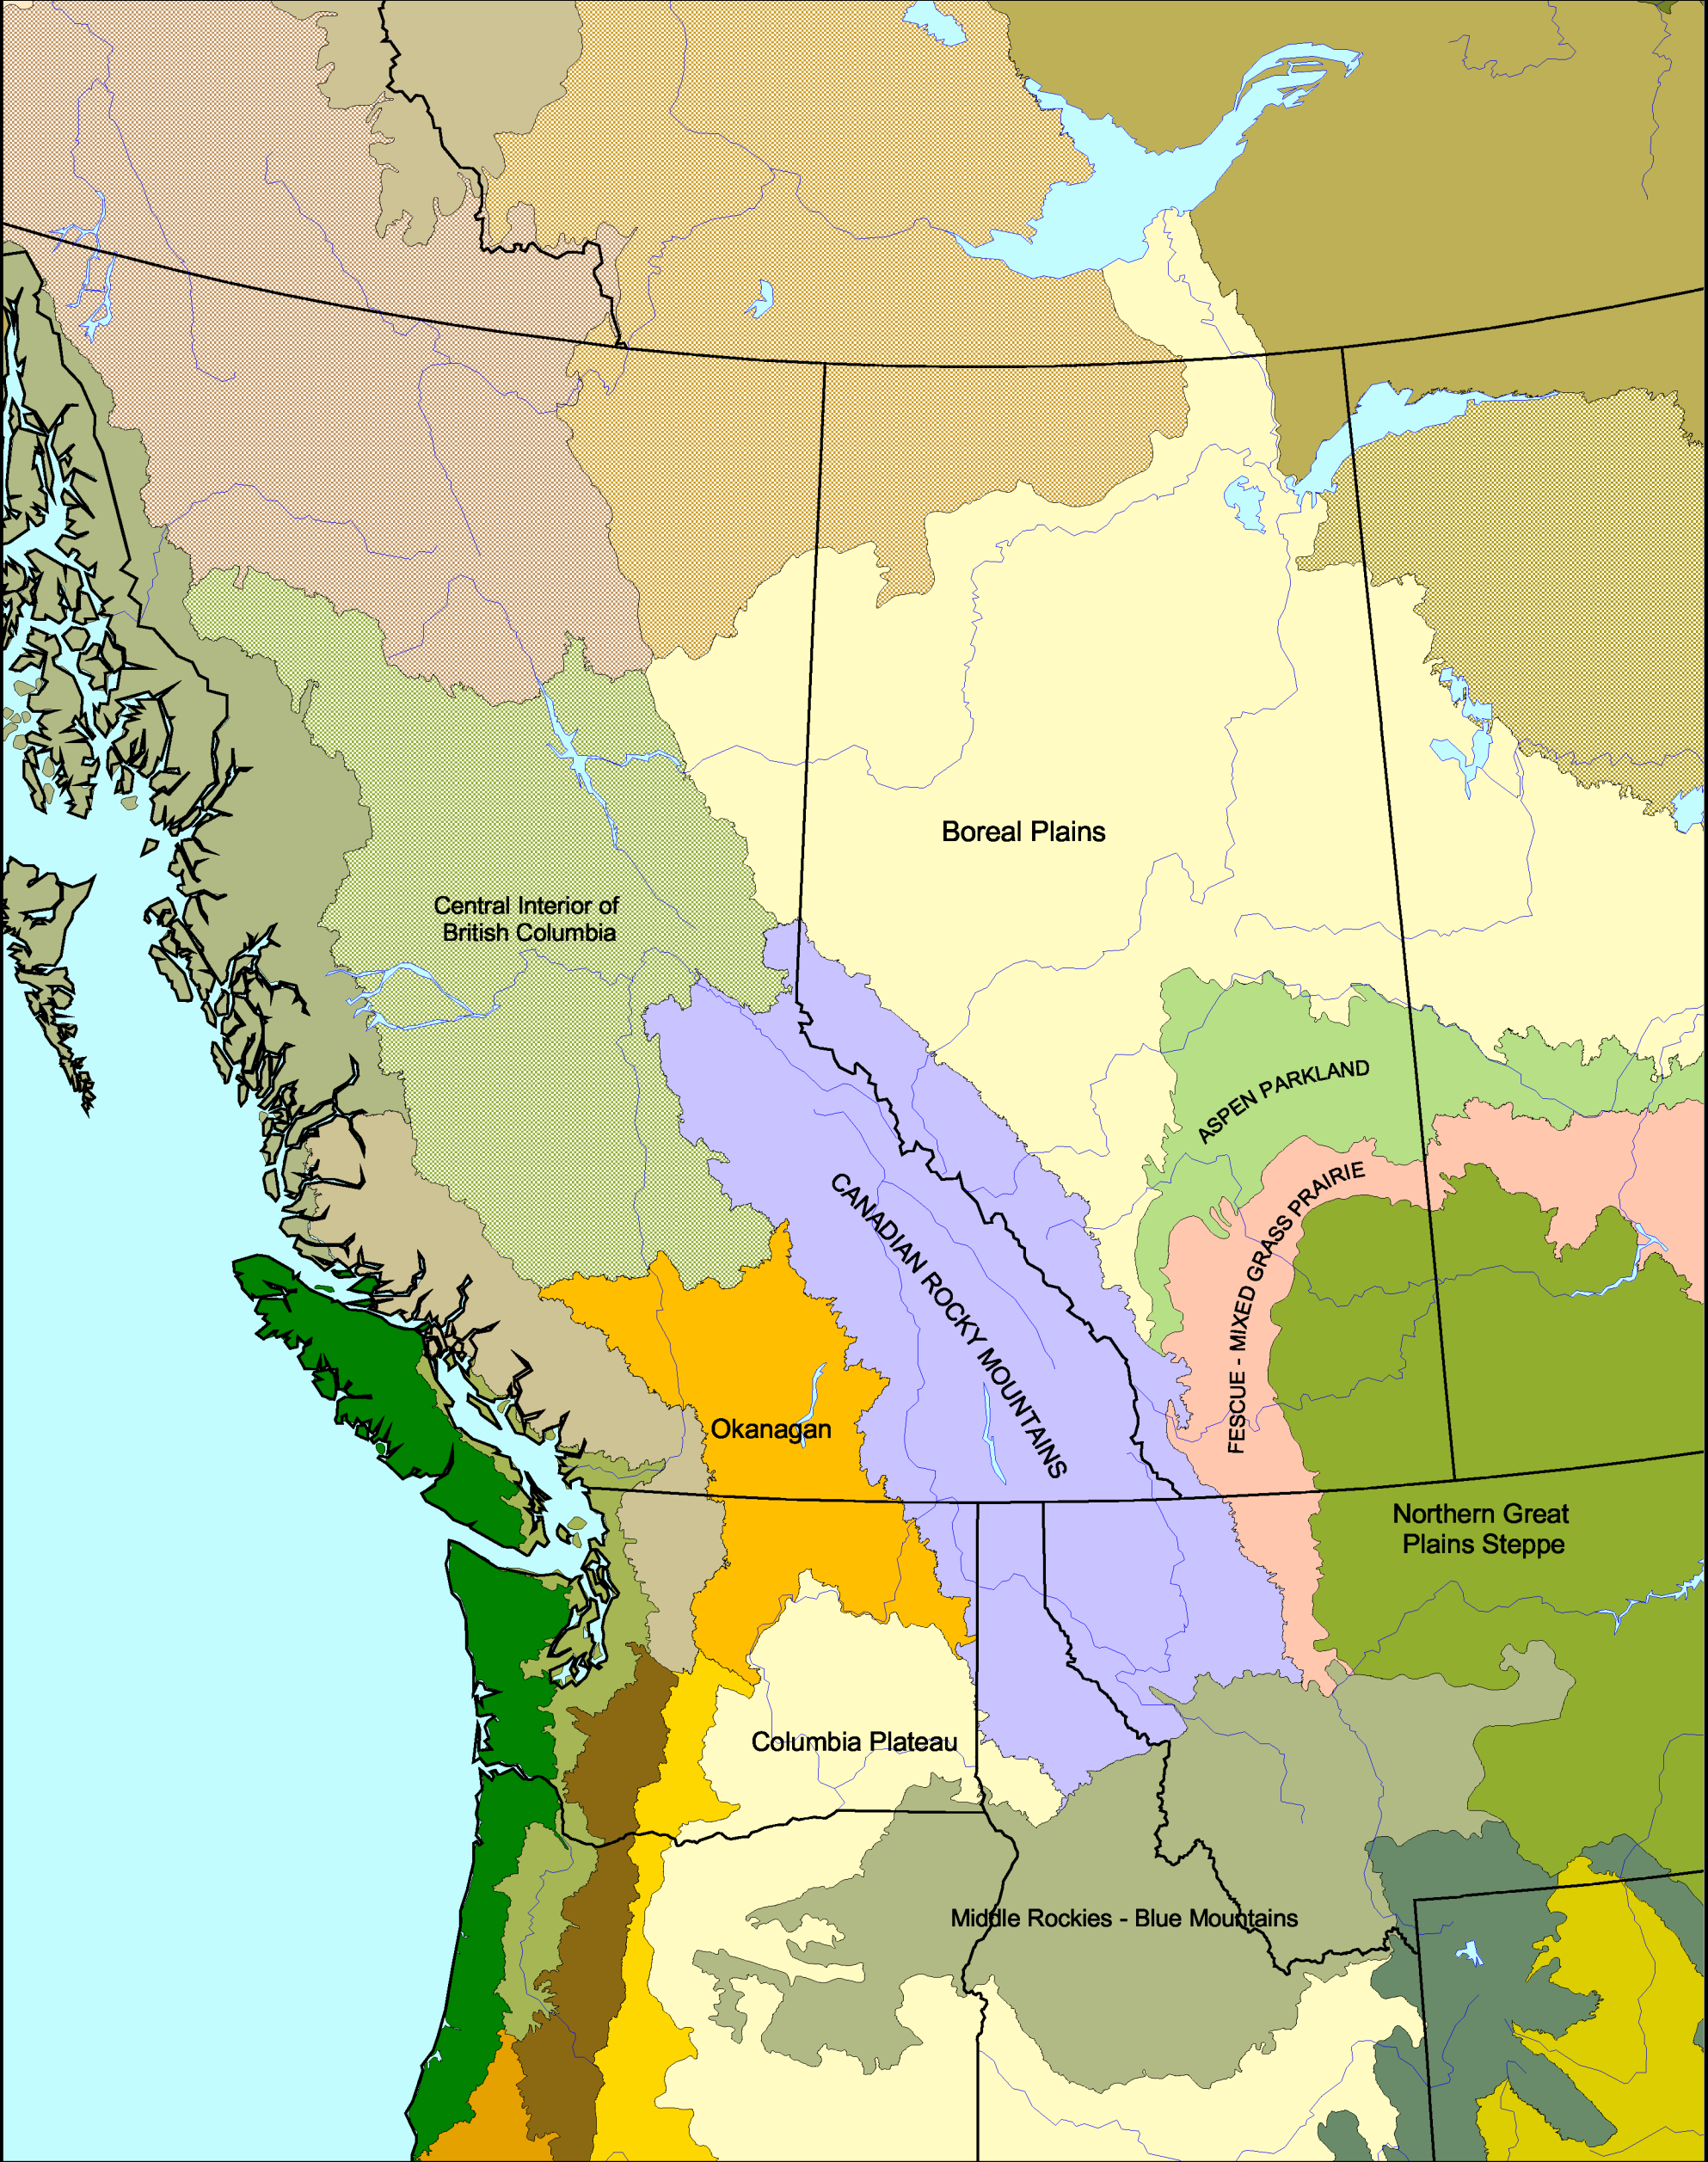 Boreal Plains
Central Interior of
British Columbia
ASPEN PARKLAND
FESCUE - MIXED GRASS PRAIRIE
CANADIAN ROCKY MOUNTAINS
Okanagan
Northern Great
Plains Steppe
Columbia Plateau
Middle Rockies - Blue Mountains